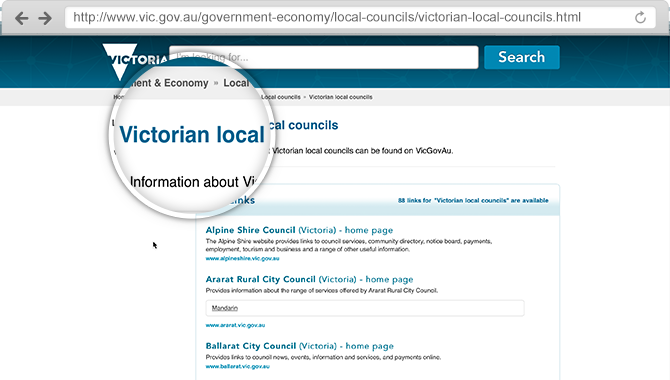 http://www.vic.gov.au/government-economy/local-councils/victorian-local-councils.html
VICTORIA
I'm looking for...
Search
ment & Economy » Local
Local councils » Victorian local councils
Victorian local
cal councils
Information about Vi
Victorian local councils can be found on VicGovAu.
88 links for "Victorian local councils" are available
Alpine Shire Council (Victoria) - home page
The Alpine Shire website provides links to council services, community directory, notice board, payments,
employment, tourism and business and a range of other useful information.
www.alpineshire.vic.gov.au
Ararat Rural City Council (Victoria) - home page
Provides information about the range of services offered by Ararat Rural City Council.
Mandarin
www.ararat.vic.gov.au
Ballarat City Council (Victoria) - home page
Provides links to council news, events, information and services, and payments online.
www.ballarat.vic.gov.au